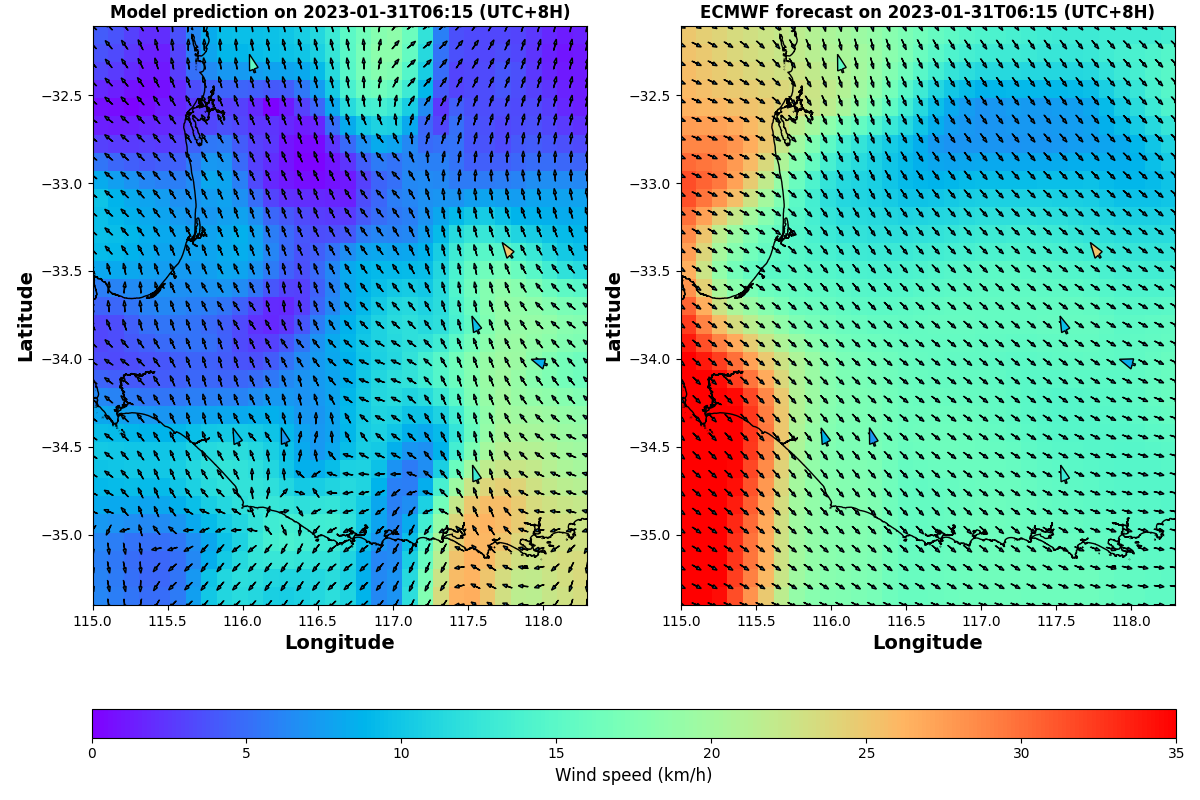 Model prediction on 2023-01-31T06:15 (UTC+8H)
ECMWF forecast on 2023-01-31T06:15 (UTC+8H)
Latitude
−32.5
−33.0
−33.5
−34.0
−34.5
−35.0
Latitude
−32.5
−33.0
−33.5
−34.0
−34.5
−35.0
115.0 115.5 116.0 116.5 117.0 117.5 118.0
115.0 115.5 116.0 116.5 117.0 117.5 118.0
Longitude
Longitude
0 5 10 15 20 25 30 35
Wind speed (km/h)